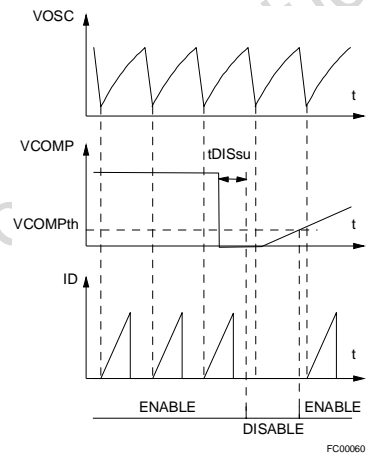 VOSC
t
VCOMP
tDISsu
VCOMPth
t
ID
t
ENABLE
ENABLE
DISABLE
FC00060